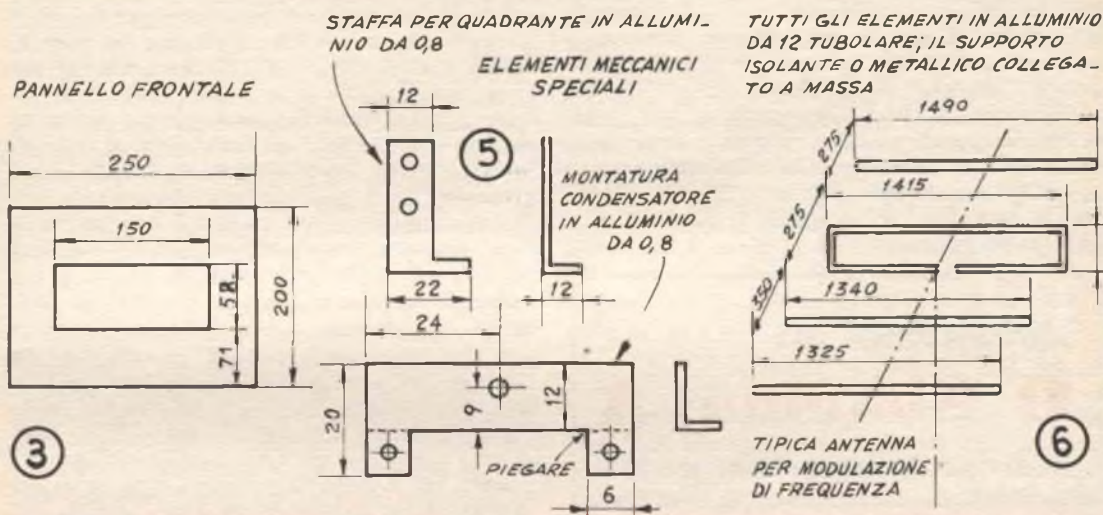 STAFFA PER QUADRANTE IN ALLUMI_
NIO DA 0,8
PANNELLO FRONTALE
250
150
58
200
71
3
ELEMENTI MECCANICI
SPECIALI
12
5
22
12
MONTATURA
CONDENSATORE
IN ALLUMINIO
DA 0,8
24
20
9
12
PIEGARE
6
TUTTI GLI ELEMENTI IN ALLUMINIO
DA 12 TUBOLARE; IL SUPPORTO
ISOLANTE O METALLICO COLLEGA_
TO A MASSA
1490
275
1415
275
1340
350
1325
TIPICA ANTENNA
PER MODULAZIONE
DI FREQUENZA
6